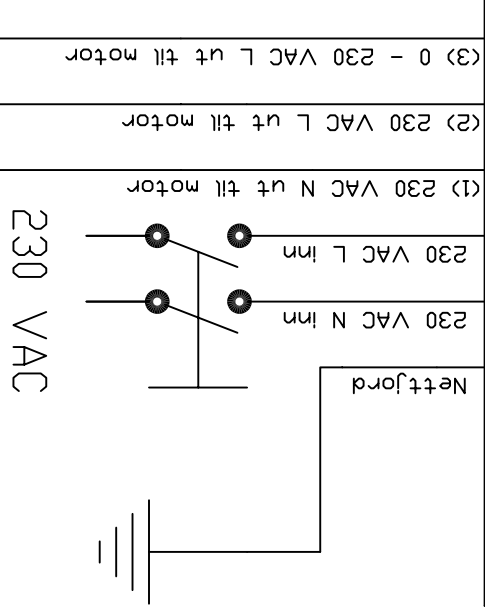 Nettjord
230 VAC N inn
230 VAC L inn
(1) 230 VAC N ut til motor
(2) 230 VAC L ut til motor
(3) 0 - 230 VAC L ut til motor
230 VAC